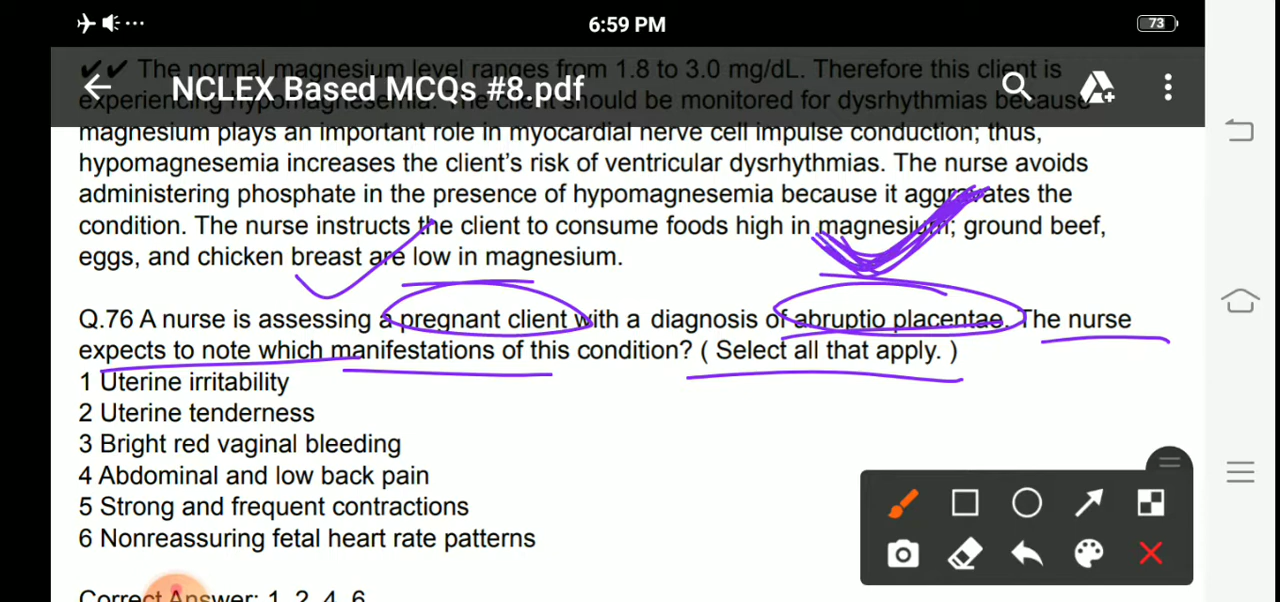 6:59 PM
73
NCLEX Based MCQs #8.pdf
✔✔ The normal magnesium level ranges from 1.8 to 3.0 mg/dL. Therefore this client is
experiencing hypomagnesemia. The client should be monitored for dysrhythmias because
magnesium plays an important role in myocardial nerve cell impulse conduction; thus,
hypomagnesemia increases the client's risk of ventricular dysrhythmias. The nurse avoids
administering phosphate in the presence of hypomagnesemia because it aggravates the
condition. The nurse instructs the client to consume foods high in magnesium; ground beef,
eggs, and chicken breast are low in magnesium.
Q.76 A nurse is assessing a pregnant client with a diagnosis of abruptio placentae. The nurse
expects to note which manifestations of this condition? ( Select all that apply. )
1 Uterine irritability
2 Uterine tenderness
3 Bright red vaginal bleeding
4 Abdominal and low back pain
5 Strong and frequent contractions
6 Nonreassuring fetal heart rate patterns
Correct Answer: 1, 2, 4, 6